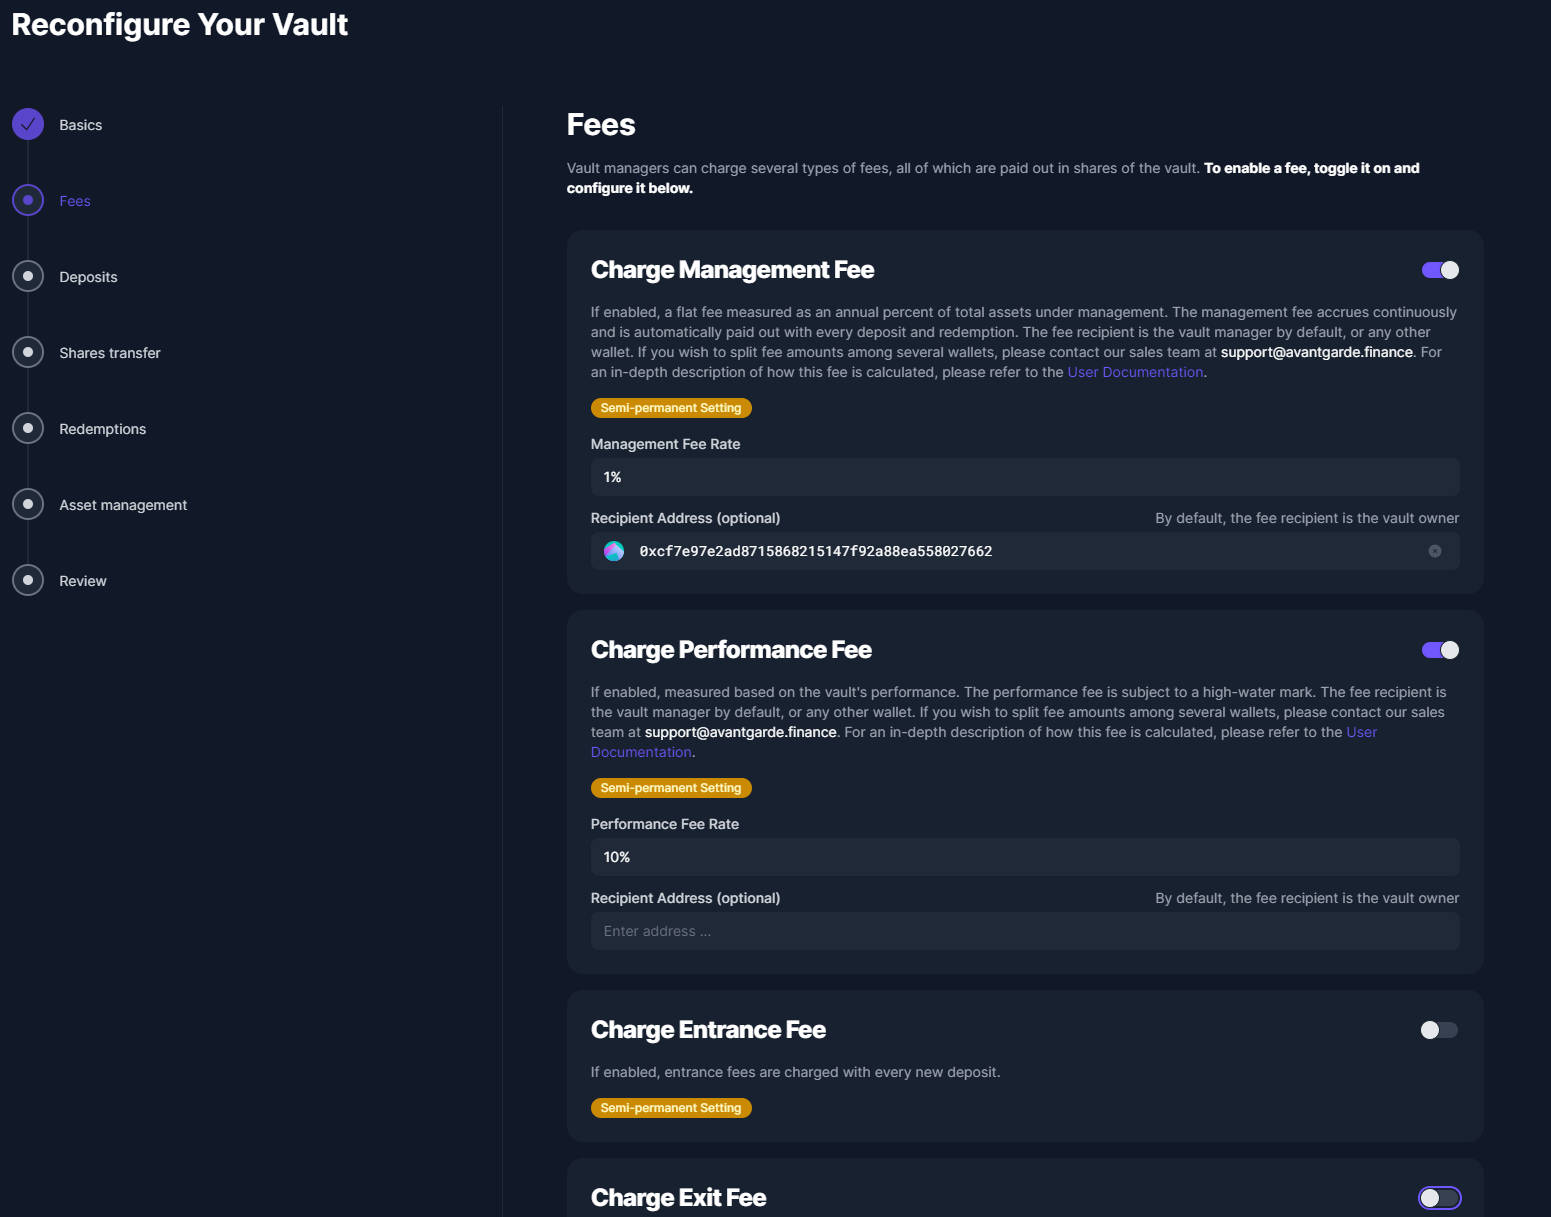 Reconfigure Your Vault
Basics
Fees
Deposits
Shares transfer
Redemptions
Asset management
Review
Fees
Vault managers can charge several types of fees, all of which are paid out in shares of the vault. To enable a fee, toggle it on and
configure it below.
Charge Management Fee
If enabled, a flat fee measured as an annual percent of total assets under management. The management fee accrues continuously
and is automatically paid out with every deposit and redemption. The fee recipient is the vault manager by default, or any other
wallet. If you wish to split fee amounts among several wallets, please contact our sales team at support@avantgarde.finance. For
an in-depth description of how this fee is calculated, please refer to the User Documentation.
Semi-permanent Setting
Management Fee Rate
1%
Recipient Address (optional) By default, the fee recipient is the vault owner
0xcf7e97e2ad8715868215147f92a88ea558027662
Charge Performance Fee
If enabled, measured based on the vault's performance. The performance fee is subject to a high-water mark. The fee recipient is
the vault manager by default, or any other wallet. If you wish to split fee amounts among several wallets, please contact our sales
team at support@avantgarde.finance. For an in-depth description of how this fee is calculated, please refer to the User
Documentation.
Semi-permanent Setting
Performance Fee Rate
10%
Recipient Address (optional) By default, the fee recipient is the vault owner
Enter address ...
Charge Entrance Fee
If enabled, entrance fees are charged with every new deposit.
Semi-permanent Setting
Charge Exit Fee